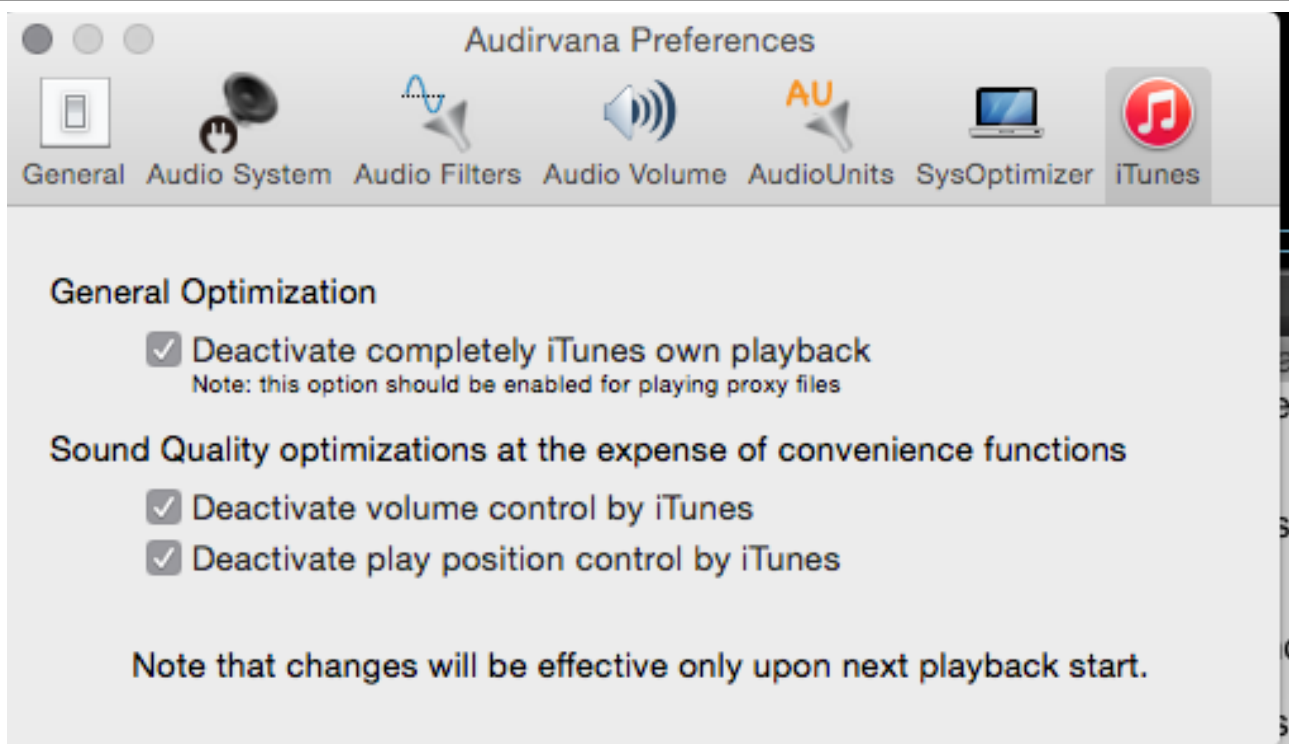 Audirvana Preferences
AU
General Audio System Audio Filters Audio Volume AudioUnits SysOptimizer iTunes
General Optimization
Deactivate completely iTunes own playback
Note: this option should be enabled for playing proxy files
Sound Quality optimizations at the expense of convenience functions
Deactivate volume control by iTunes
Deactivate play position control by iTunes
Note that changes will be effective only upon next playback start.